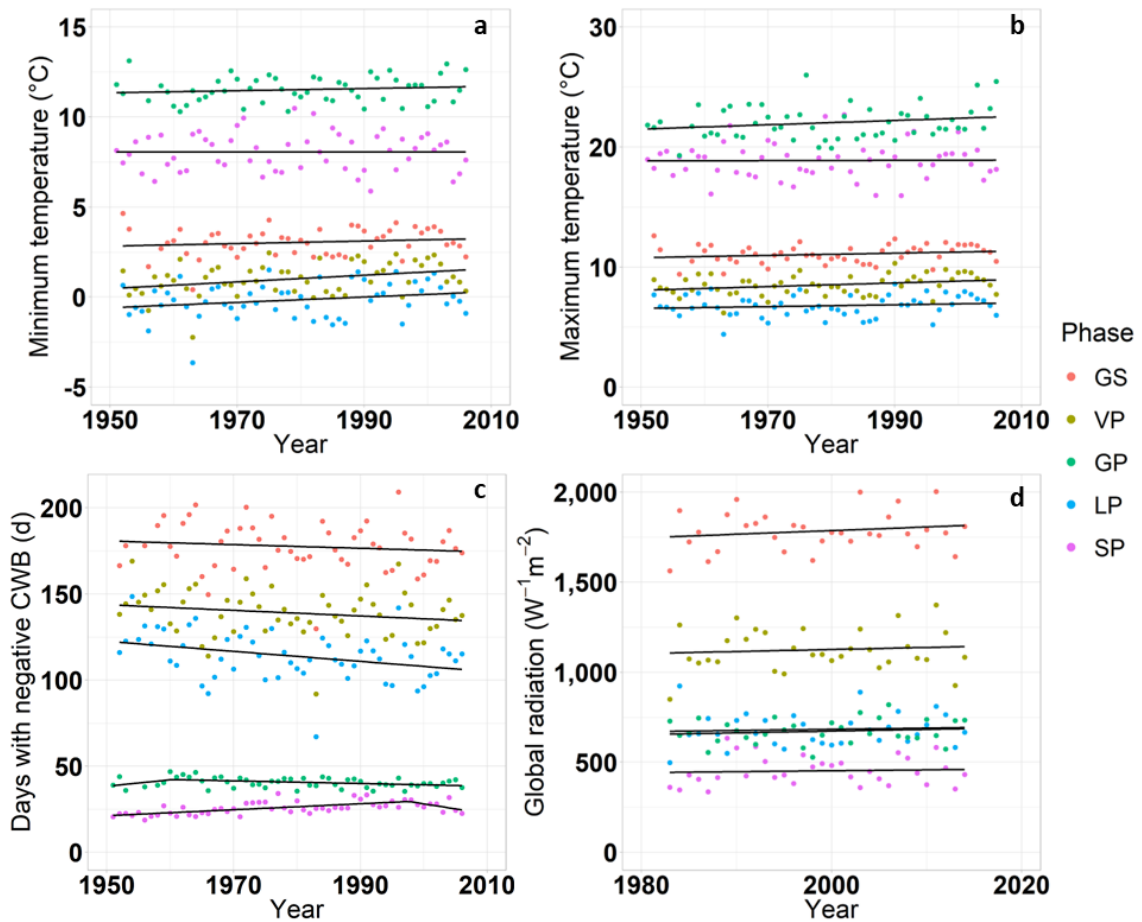 a
15
10
5
0
-5
Minimum temperature (°C)
1950 1970 1990 2010
Year
b
30
20
10
0
Maximum temperature (°C)
1950 1970 1990 2010
Year
Phase
GS
VP
GP
LP
SP
c
200
150
100
50
0
Days with negative CWB (d)
1950 1970 1990 2010
Year
d
2,000
1,500
1,000
500
0
Global radiation (W⁻¹m⁻²)
1980 2000 2020
Year